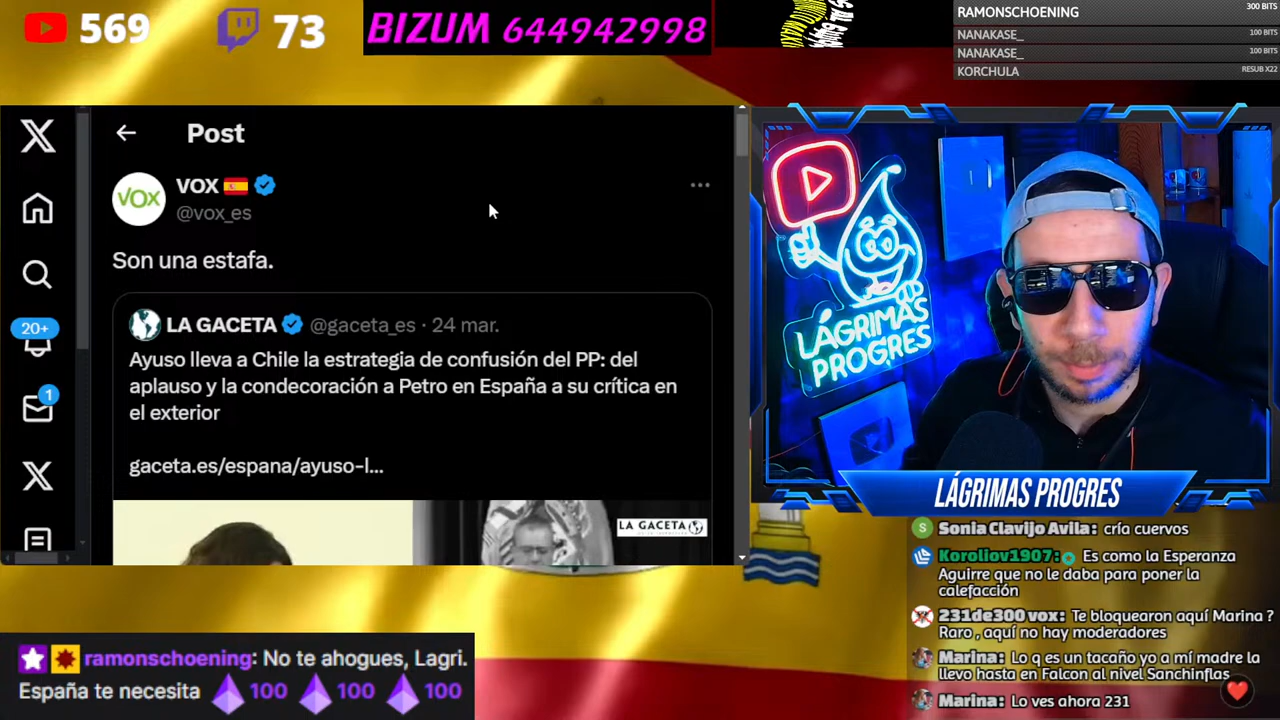 569
73
BIZUM 644942998
RAMONSCHOENING
300 BITS
NANAKASE_
100 BITS
NANAKASE_
100 BITS
KORCHULA
RESUB X22
Post
VOX
@vox_es
Son una estafa.
LA GACETA @gaceta_es · 24 mar.
Ayuso lleva a Chile la estrategia de confusión del PP: del
aplauso y la condecoración a Petro en España a su crítica en
el exterior
gaceta.es/espana/ayuso-l...
LA GACETA
VOX
20+
1
LÁGRIMAS
PROGRES
LÁGRIMAS PROGRES
S Sonia Clavijo Avila: cría cuervos
Koroliov1907: Es como la Esperanza
Aguirre que no le daba para poner la
calefacción
231de300 vox: Te bloquearon aquí Marina ?
Raro , aquí no hay moderadores
Marina: Lo q es un tacaño yo a mí madre la
llevo hasta en Falcon al nivel Sanchinflas
Marina: Lo ves ahora 231
ramonschoening: No te ahogues, Lagri.
España te necesita 100 100 100